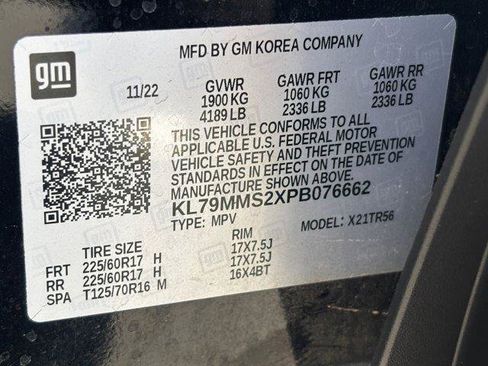 gm
MFD BY GM KOREA COMPANY
11/22 GVWR GAWR FRT GAWR RR
1900 KG 1060 KG 1060 KG
4189 LB 2336 LB 2336 LB
THIS VEHICLE CONFORMS TO ALL
APPLICABLE U.S. FEDERAL MOTOR
VEHICLE SAFETY AND THEFT PREVENTION
STANDARDS IN EFFECT ON THE DATE OF
MANUFACTURE SHOWN ABOVE.
KL79MMS2XPB076662
TYPE: MPV MODEL: X21TR56
TIRE SIZE RIM
FRT 225/60R17 H 17X7.5J
RR 225/60R17 H 17X7.5J
SPA T125/70R16 M 16X4BT